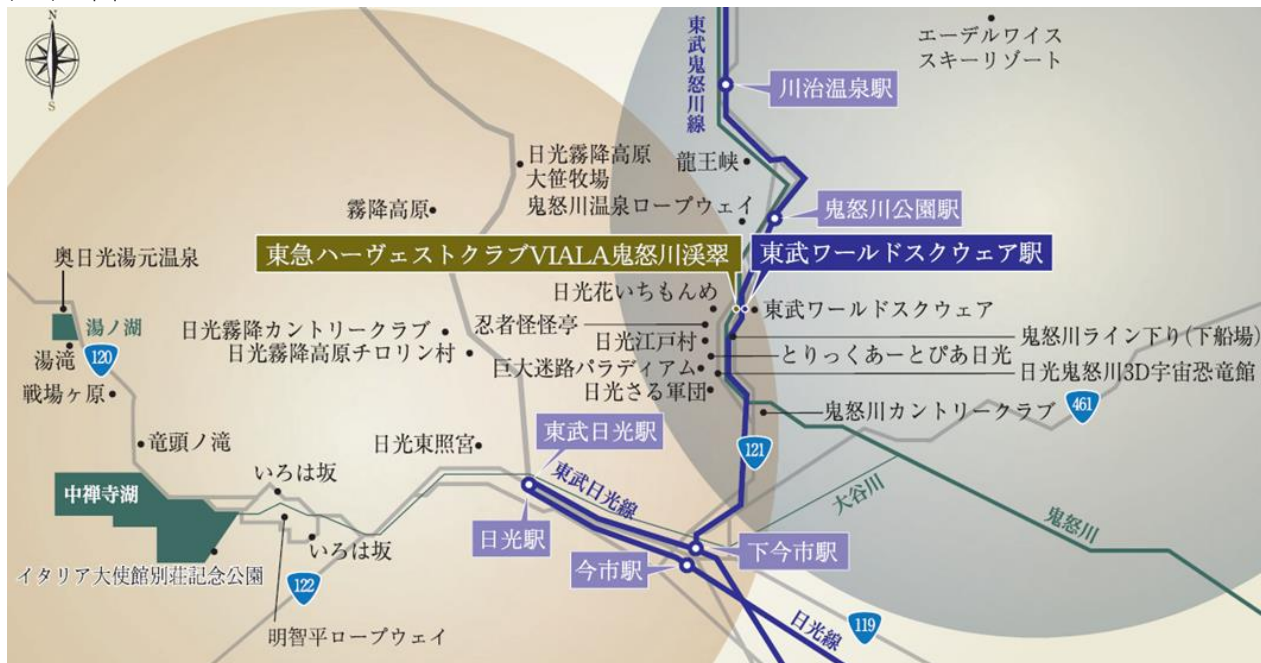 N
S
東武鬼怒川線
エーデルワイス
スキーリゾート
川治温泉駅
日光霧降高原
大笹牧場
龍王峡
鬼怒川温泉ロープウェイ
霧降高原
鬼怒川公園駅
東急ハーヴェストクラブVIALA鬼怒川渓翠
東武ワールドスクウェア駅
奥日光湯元温泉
日光花いちもんめ
東武ワールドスクウェア
湯ノ湖
120
湯滝
日光霧降カントリークラブ
忍者怪怪亭
鬼怒川ライン下り(下船場)
日光霧降高原チロリン村
日光江戸村
とりっくあーとぴあ日光
巨大迷路パラディアム
日光鬼怒川3D宇宙恐竜館
戦場ヶ原
日光さる軍団
鬼怒川カントリークラブ
461
竜頭ノ滝
日光東照宮
東武日光駅
121
いろは坂
東武日光線
中禅寺湖
大谷川
鬼怒川
日光駅
いろは坂
下今市駅
今市駅
イタリア大使館別荘記念公園
122
明智平ロープウェイ
日光線
119